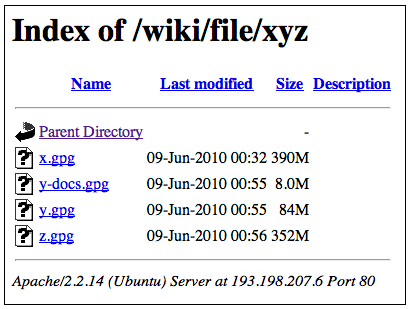 Index of /wiki/file/xyz
Name Last modified Size Description
Parent Directory -
x.gpg 09-Jun-2010 00:32 390M
y-docs.gpg 09-Jun-2010 00:55 8.0M
y.gpg 09-Jun-2010 00:55 84M
z.gpg 09-Jun-2010 00:56 352M
Apache/2.2.14 (Ubuntu) Server at 193.198.207.6 Port 80